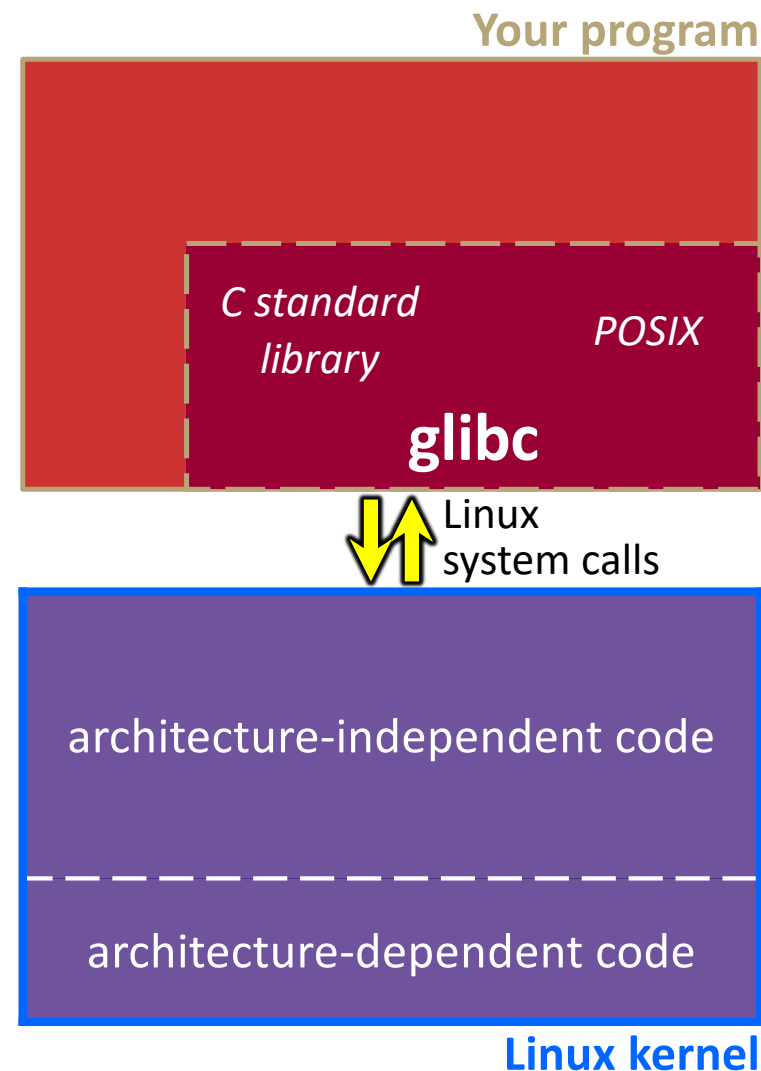 Your program
C standard
library
POSIX
glibc
Linux
system calls
architecture-independent code
architecture-dependent code
Linux kernel